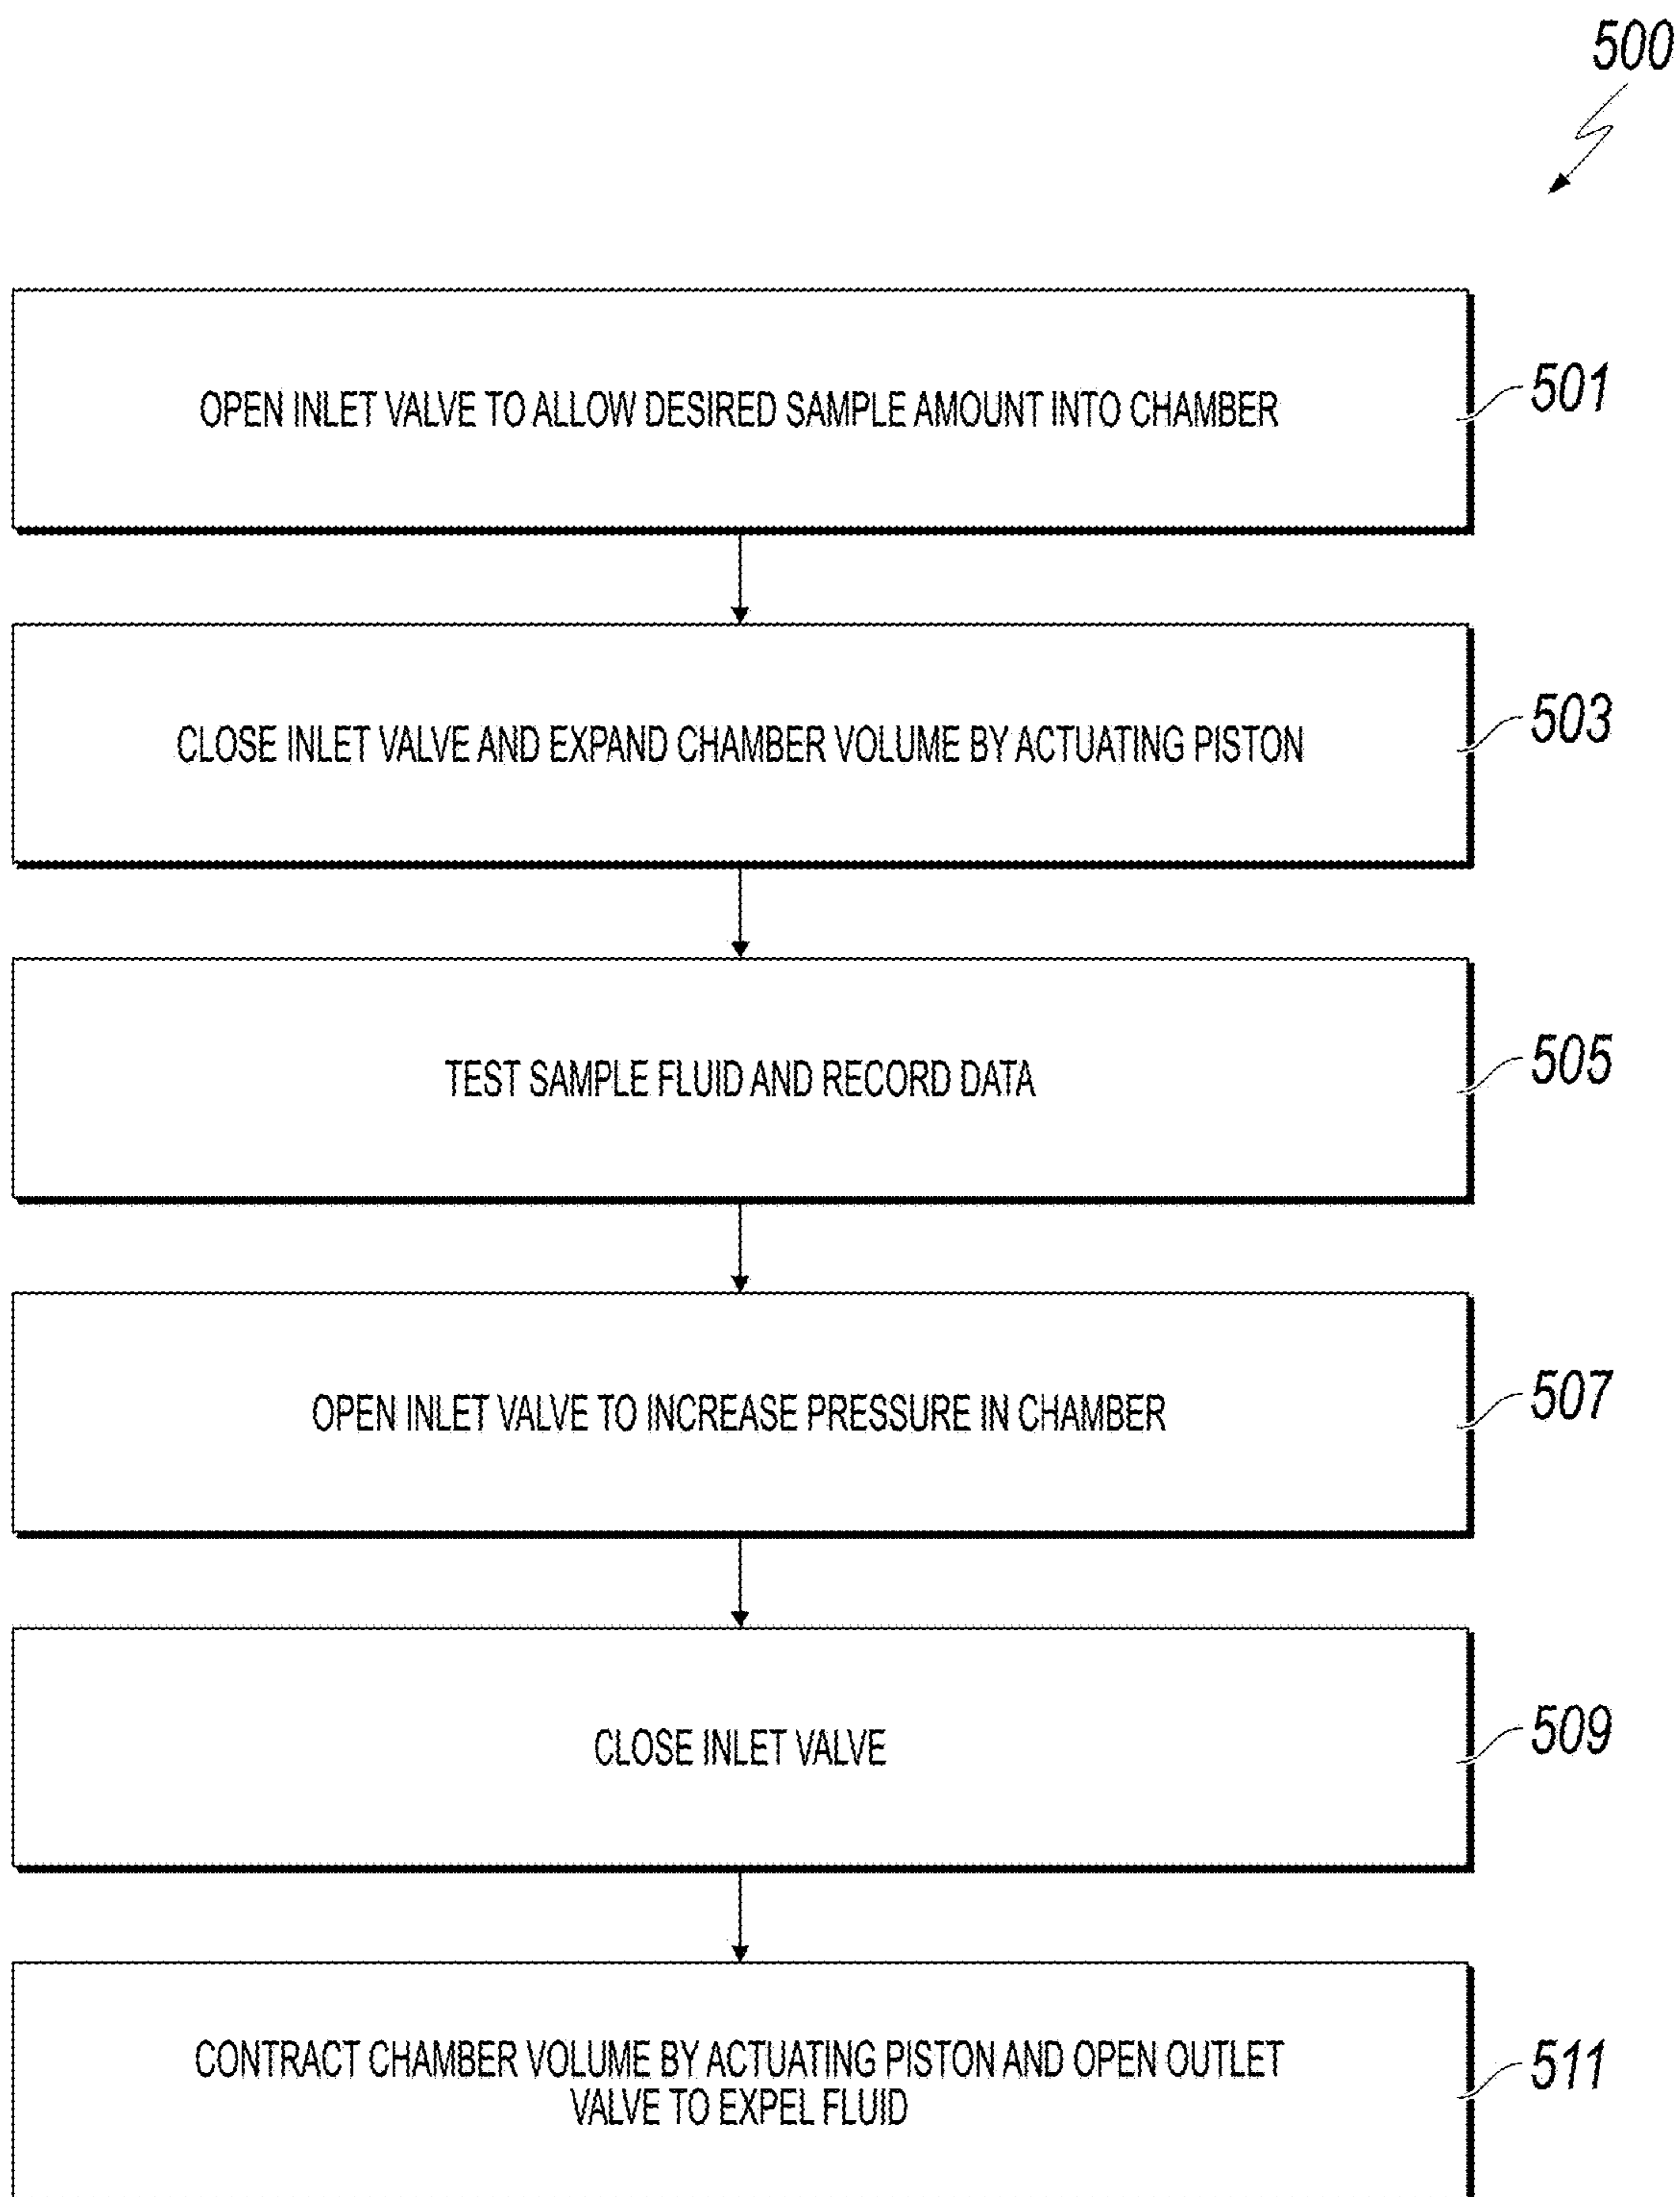 500
OPEN INLET VALVE TO ALLOW DESIRED SAMPLE AMOUNT INTO CHAMBER
501
CLOSE INLET VALVE AND EXPAND CHAMBER VOLUME BY ACTUATING PISTON
503
TEST SAMPLE FLUID AND RECORD DATA
505
OPEN INLET VALVE TO INCREASE PRESSURE IN CHAMBER
507
CLOSE INLET VALVE
509
CONTRACT CHAMBER VOLUME BY ACTUATING PISTON AND OPEN OUTLET
VALVE TO EXPEL FLUID
511